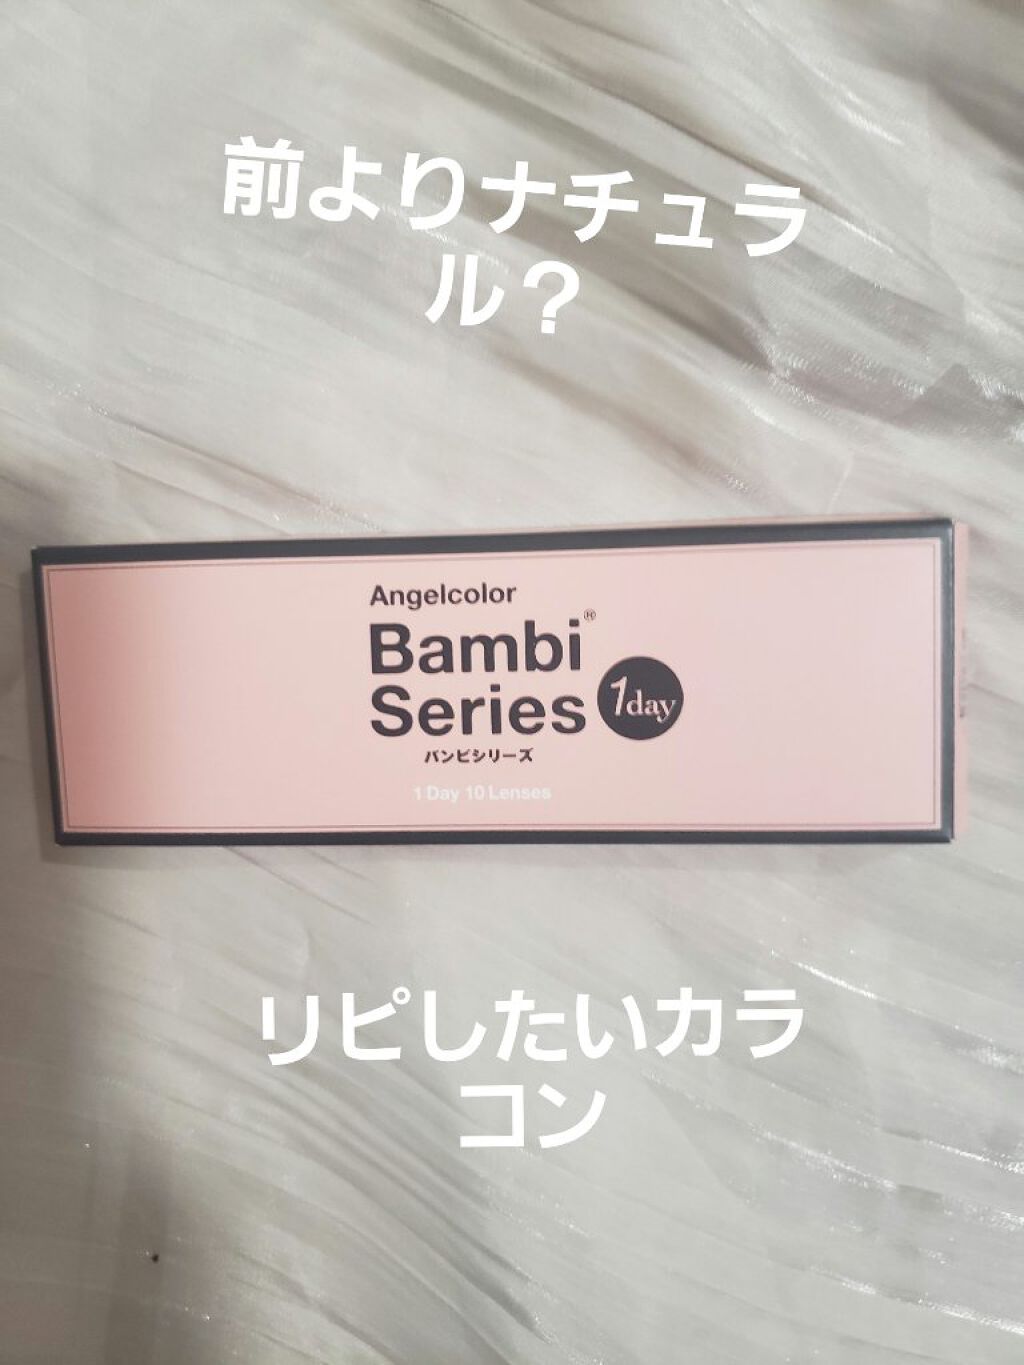 前よりナチュラ
ル？
Angelcolor
Bambi®
Series 1day
バンビシリーズ
1 Day 10 Lenses
リピしたいカラ
コン